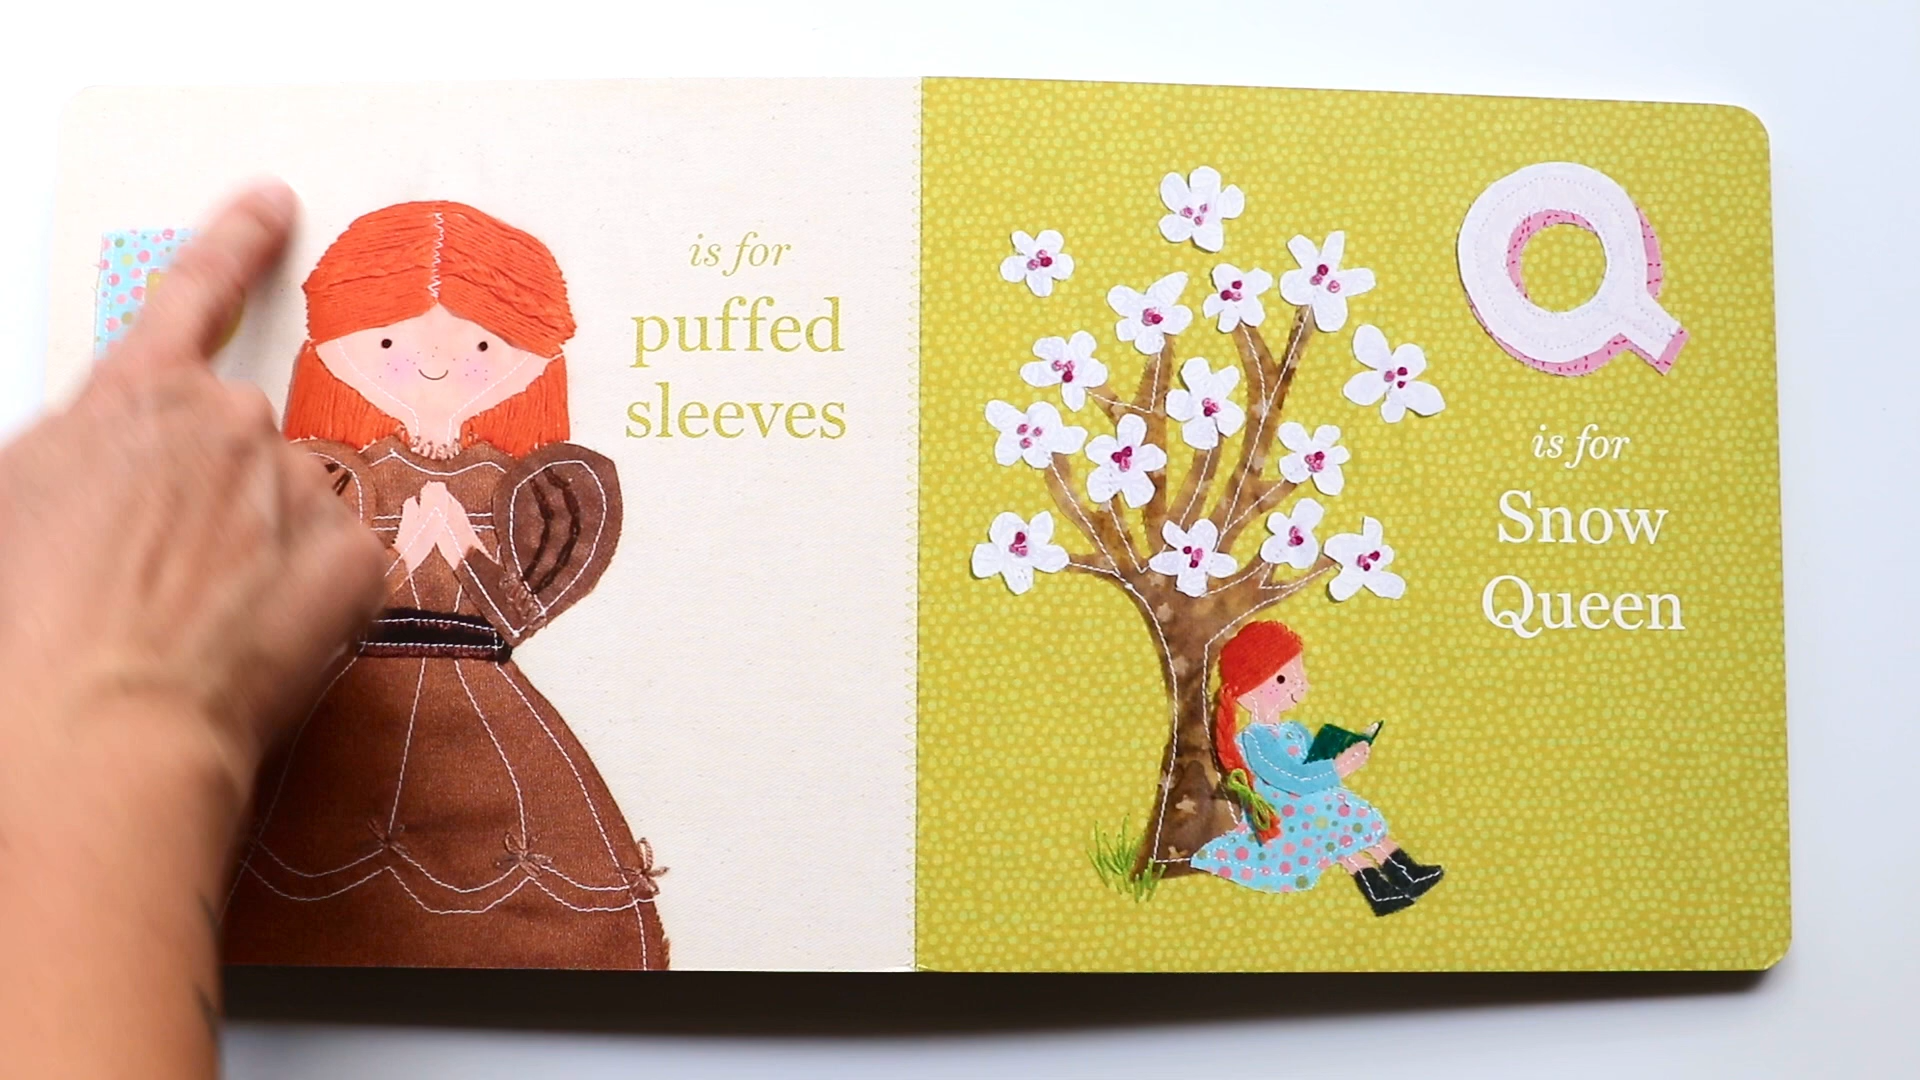 is for
puffed
sleeves
Q
is for
Snow
Queen